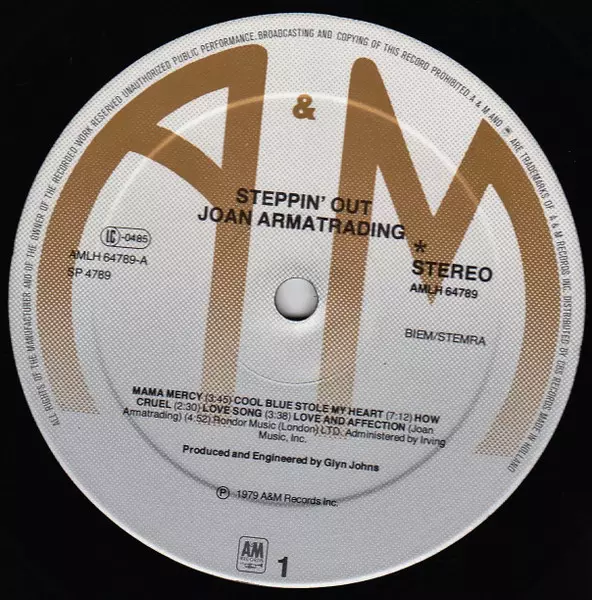 ALL RIGHTS OF THE MANUFACTURER AND OF THE OWNER OF THE RECORDED WORK RESERVED. UNAUTHORIZED PUBLIC PERFORMANCE, BROADCASTING AND COPYING OF THIS RECORD PROHIBITED A & M AND ARE TRADEMARKS OF A & M RECORDS INC. DISTRIBUTED BY CBS RECORDS MADE IN HOLLAND
A & M
STEPPIN' OUT
JOAN ARMATRADING
*
LC-0485
AMLH 64789-A
SP 4789
STEREO
AMLH 64789
BIEM/STEMRA
MAMA MERCY (3:45) COOL BLUE STOLE MY HEART (7:12) HOW
CRUEL (2:30) LOVE SONG (3:38) LOVE AND AFFECTION (Joan
Armatrading) (4:52) Rondor Music (London) LTD. Administered by Irving
Music, Inc.
Produced and Engineered by Glyn Johns
Ⓟ 1979 A&M Records Inc.
AM
RECORDS
1